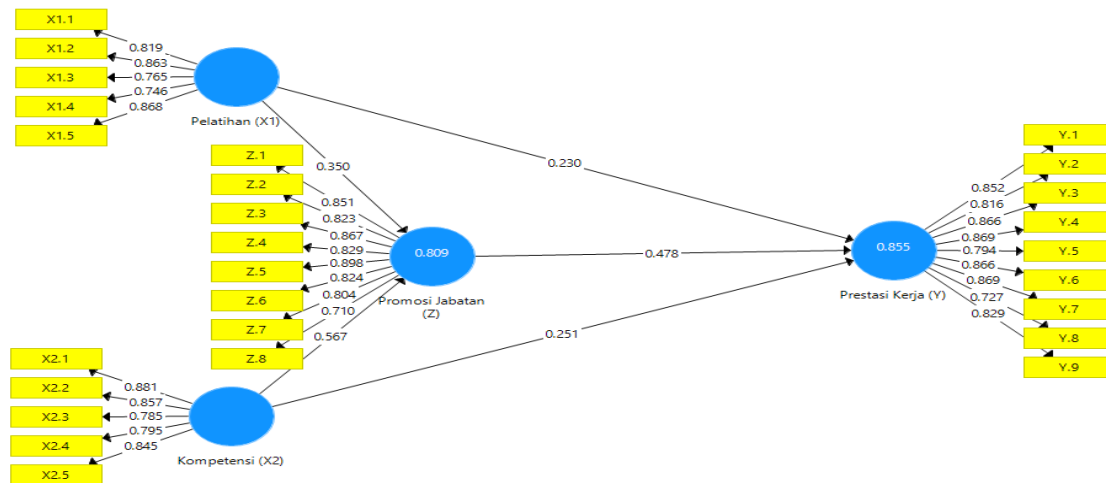 X1.1
X1.2
X1.3
X1.4
X1.5
0.819
0.863
0.765
0.746
0.868
Pelatihan (X1)
0.350
0.230
Z.1
Z.2
Z.3
Z.4
Z.5
Z.6
Z.7
Z.8
0.851
0.823
0.867
0.829
0.898
0.824
0.804
0.710
0.567
0.809
Promosi Jabatan
(Z)
0.478
0.251
X2.1
X2.2
X2.3
X2.4
X2.5
0.881
0.857
0.785
0.795
0.845
Kompetensi (X2)
0.855
Prestasi Kerja (Y)
0.852
0.816
0.866
0.869
0.794
0.866
0.869
0.727
0.829
Y.1
Y.2
Y.3
Y.4
Y.5
Y.6
Y.7
Y.8
Y.9